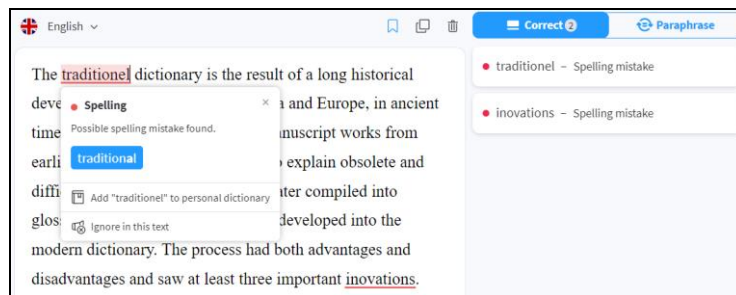 English
Correct 2
Paraphrase
The traditionel dictionary is the result of a long historical
deve a and Europe, in ancient
time nuscript works from
earli explain obsolete and
diffi ater compiled into
glos developed into the
modern dictionary. The process had both advantages and
disadvantages and saw at least three important inovations.
Spelling ×
Possible spelling mistake found.
traditional
Add "traditionel" to personal dictionary
Ignore in this text
traditionel – Spelling mistake
inovations – Spelling mistake